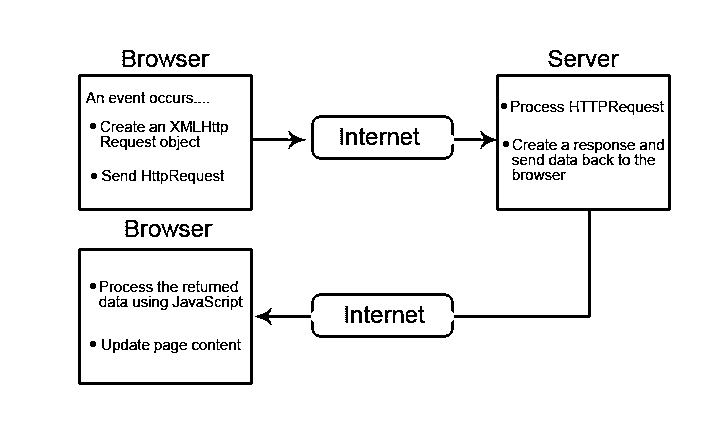 Browser
An event occurs....
• Create an XMLHttp
Request object
• Send HttpRequest
Internet
Server
• Process HTTPRequest
• Create a response and
send data back to the
browser
Browser
• Process the returned
data using JavaScript
• Update page content
Internet